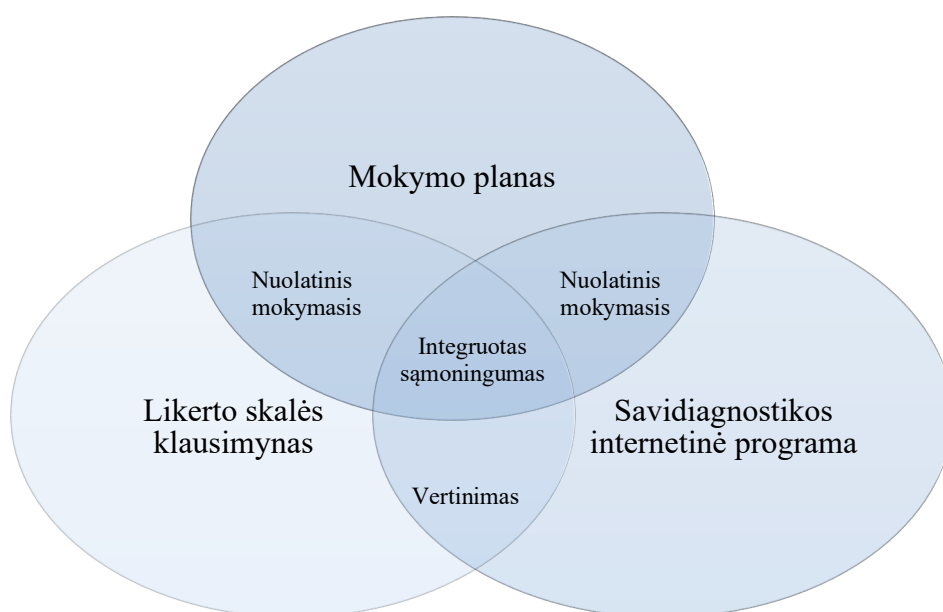 Mokymo planas
Nuolatinis
mokymasis
Nuolatinis
mokymasis
Integruotas
sąmoningumas
Likerto skalės
klausimynas
Savidiagnostikos
internetinė programa
Vertinimas